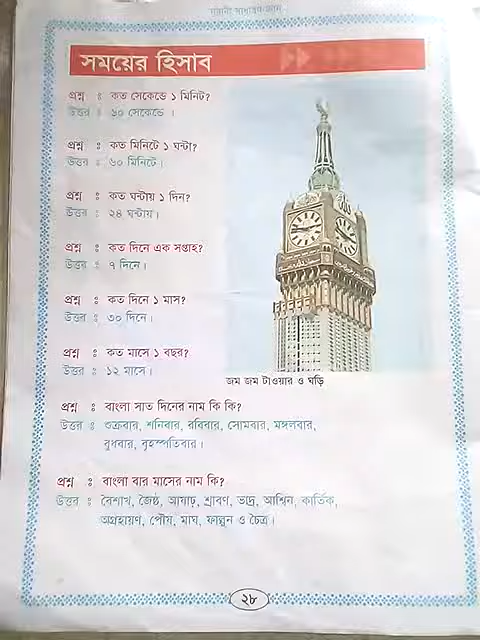 সময়ের হিসাব
প্রশ্ন : কত সেকেন্ডে ১ মিনিট?
উত্তর : ৬০ সেকেন্ডে ।
প্রশ্ন : কত মিনিটে ১ ঘন্টা?
উত্তর : ৬০ মিনিটে।
প্রশ্ন : কত ঘন্টায় ১ দিন?
উত্তর : ২৪ ঘন্টায়।
প্রশ্ন : কত দিনে এক সপ্তাহ?
উত্তর : ৭ দিনে।
প্রশ্ন : কত দিনে ১ মাস?
উত্তর : ৩০ দিনে।
প্রশ্ন : কত মাসে ১ বছর?
উত্তর : ১২ মাসে।
জম জম টাওয়ার ও ঘড়ি
প্রশ্ন : বাংলা সাত দিনের নাম কি কি?
উত্তর : শুক্রবার, শনিবার, রবিবার, সোমবার, মঙ্গলবার,
বুধবার, বৃহস্পতিবার।
প্রশ্ন : বাংলা বার মাসের নাম কি?
উত্তর : বৈশাখ, জৈষ্ঠ, আষাঢ়, শ্রাবণ, ভাদ্র, আশ্বিন, কার্তিক,
অগ্রহায়ণ, পৌষ, মাঘ, ফাল্গুন ও চৈত্র।
২৮